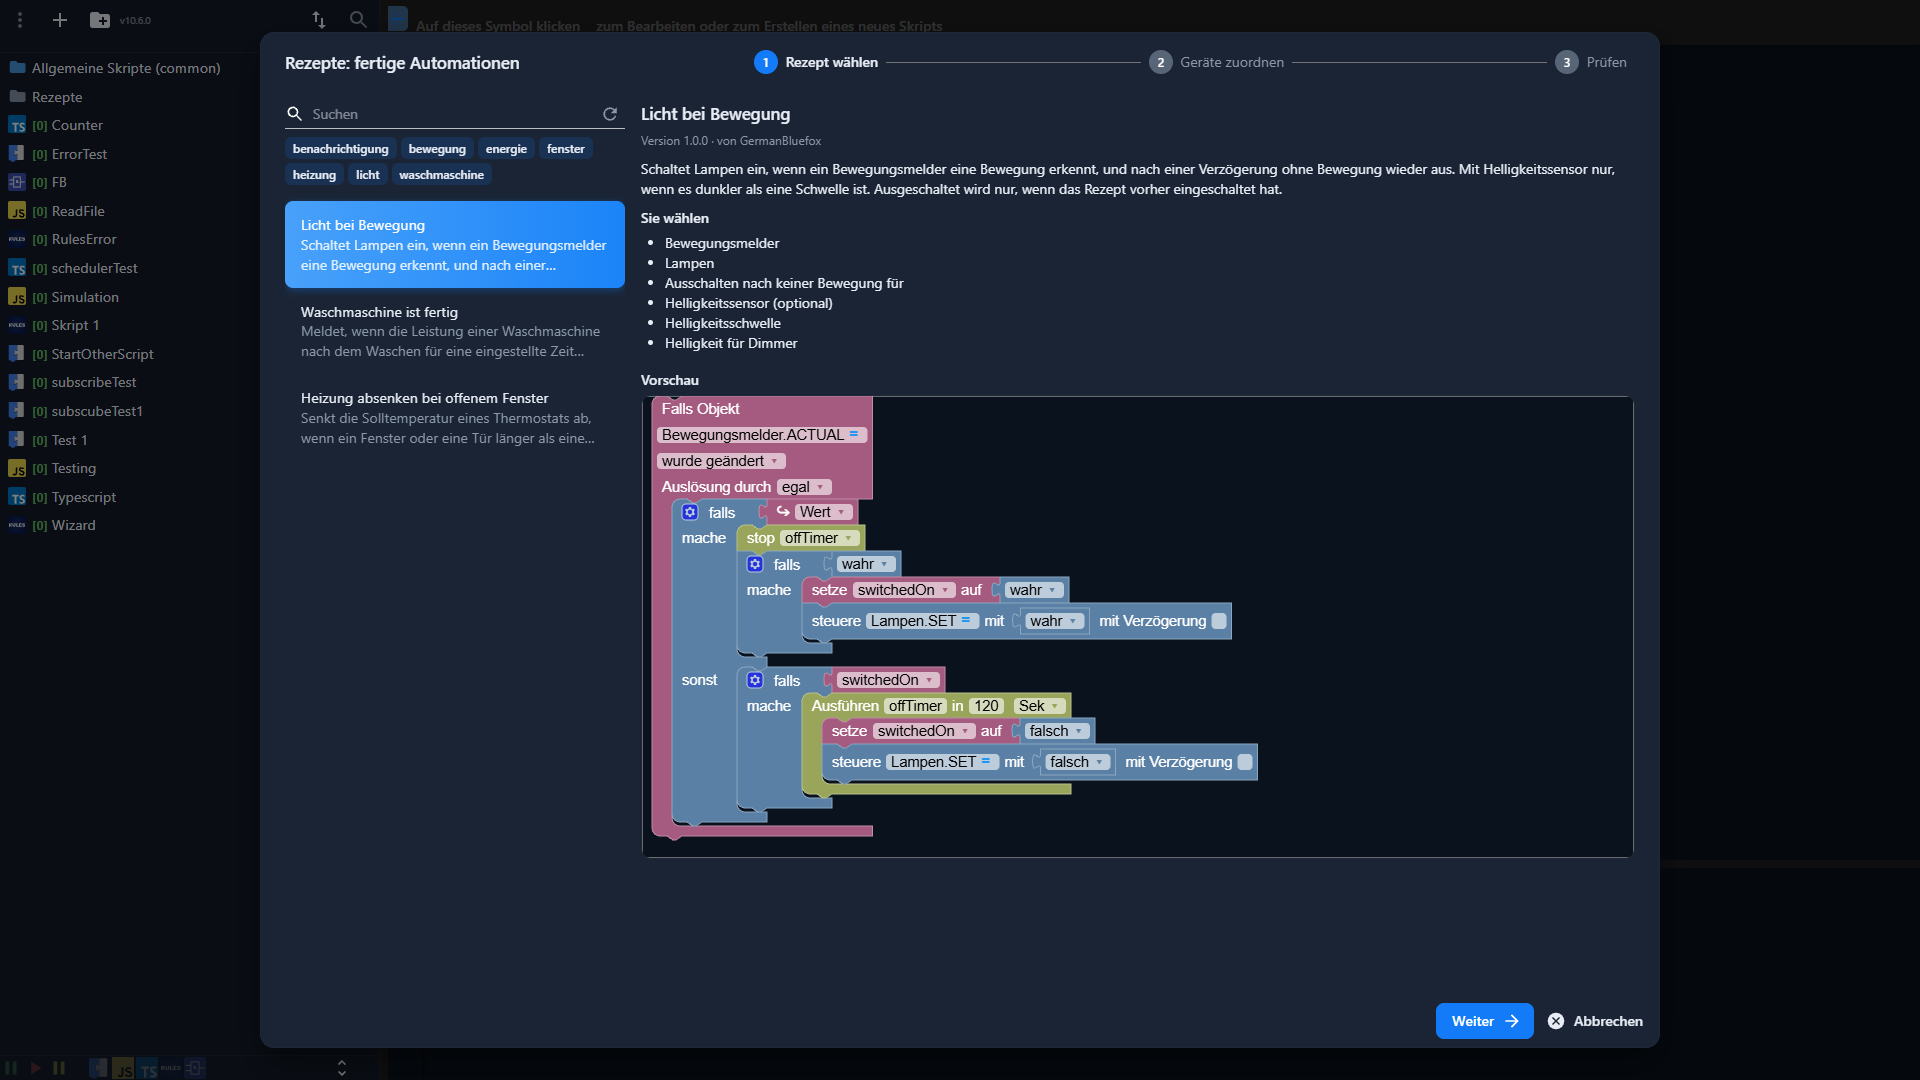 v10.6.0
Auf dieses Symbol klicken zum Bearbeiten oder zum Erstellen eines neues Skripts
Allgemeine Skripte (common)
Rezepte
TS [0] Counter
[0] ErrorTest
[0] FB
JS [0] ReadFile
RULES [0] RulesError
TS [0] schedulerTest
JS [0] Simulation
RULES [0] Skript 1
[0] StartOtherScript
[0] subscribeTest
[0] subscubeTest1
[0] Test 1
JS [0] Testing
TS [0] Typescript
RULES [0] Wizard
JS TS RULES
Rezepte: fertige Automationen
1 Rezept wählen
2 Geräte zuordnen
3 Prüfen
Suchen
benachrichtigung bewegung energie fenster
heizung licht waschmaschine
Licht bei Bewegung
Schaltet Lampen ein, wenn ein Bewegungsmelder
eine Bewegung erkennt, und nach einer...
Waschmaschine ist fertig
Meldet, wenn die Leistung einer Waschmaschine
nach dem Waschen für eine eingestellte Zeit...
Heizung absenken bei offenem Fenster
Senkt die Solltemperatur eines Thermostats ab,
wenn ein Fenster oder eine Tür länger als eine...
Licht bei Bewegung
Version 1.0.0 · von GermanBluefox
Schaltet Lampen ein, wenn ein Bewegungsmelder eine Bewegung erkennt, und nach einer Verzögerung ohne Bewegung wieder aus. Mit Helligkeitssensor nur,
wenn es dunkler als eine Schwelle ist. Ausgeschaltet wird nur, wenn das Rezept vorher eingeschaltet hat.
Sie wählen
• Bewegungsmelder
• Lampen
• Ausschalten nach keiner Bewegung für
• Helligkeitssensor (optional)
• Helligkeitsschwelle
• Helligkeit für Dimmer
Vorschau
Falls Objekt
Bewegungsmelder.ACTUAL
wurde geändert
Auslösung durch egal
falls Wert
mache stop offTimer
falls wahr
mache setze switchedOn auf wahr
steuere Lampen.SET mit wahr mit Verzögerung
sonst falls switchedOn
mache Ausführen offTimer in 120 Sek
setze switchedOn auf falsch
steuere Lampen.SET mit falsch mit Verzögerung
Weiter
Abbrechen